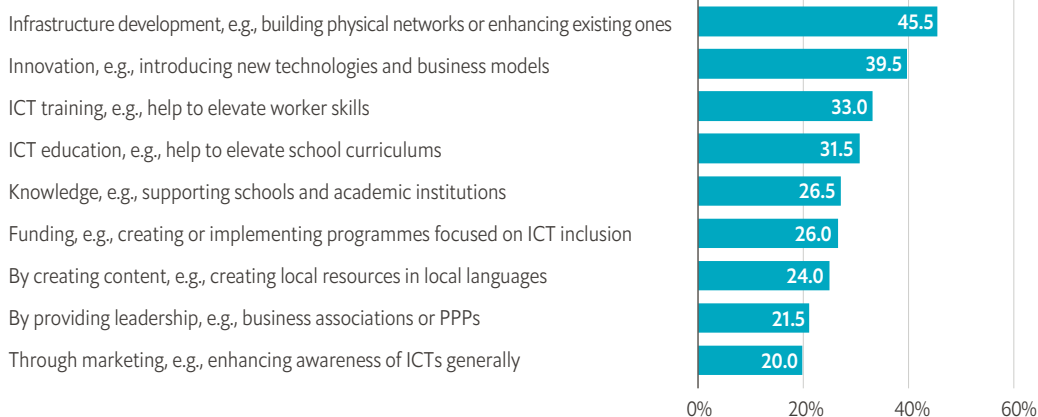 Infrastructure development, e.g., building physical networks or enhancing existing ones 45.5
Innovation, e.g., introducing new technologies and business models 39.5
ICT training, e.g., help to elevate worker skills 33.0
ICT education, e.g., help to elevate school curriculums 31.5
Knowledge, e.g., supporting schools and academic institutions 26.5
Funding, e.g., creating or implementing programmes focused on ICT inclusion 26.0
By creating content, e.g., creating local resources in local languages 24.0
By providing leadership, e.g., business associations or PPPs 21.5
Through marketing, e.g., enhancing awareness of ICTs generally 20.0
0% 20% 40% 60%